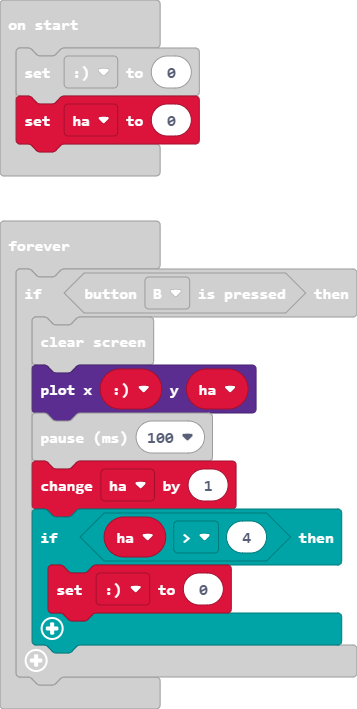 on start
set :) to 0
set ha to 0
forever
if button B is pressed then
clear screen
plot x :) y ha
pause (ms) 100
change ha by 1
if ha > 4 then
set :) to 0